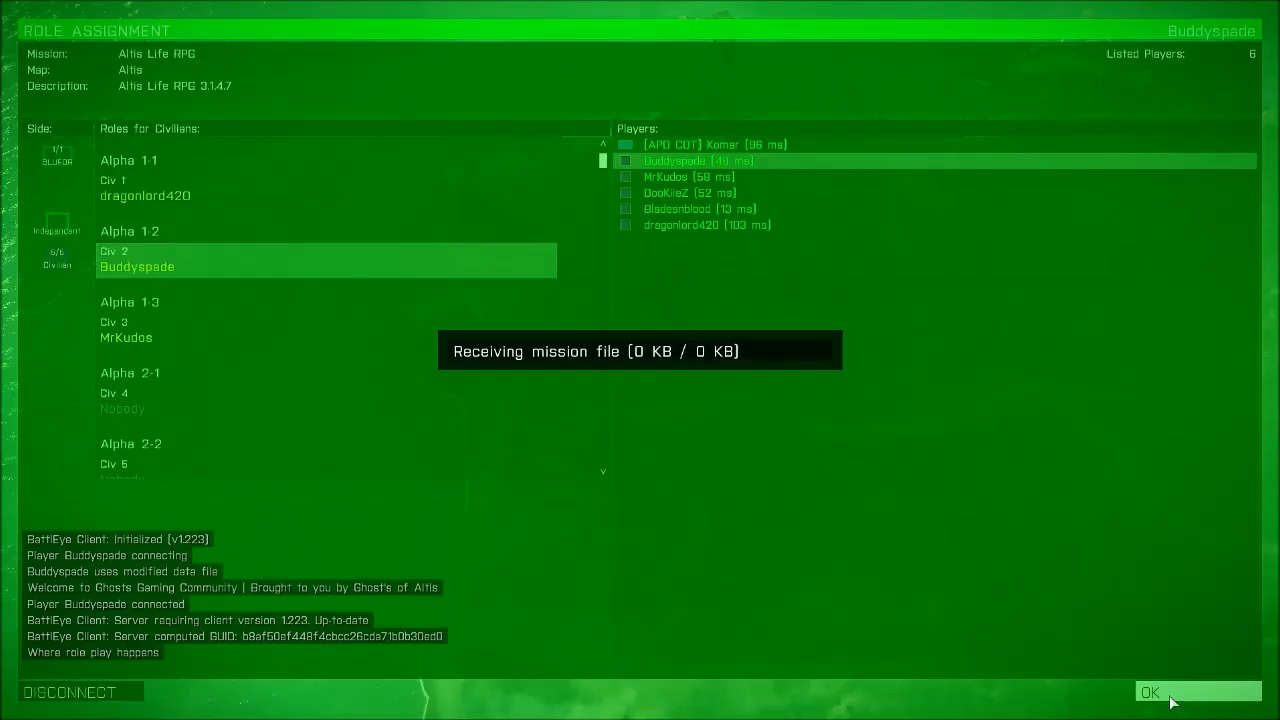 ROLE ASSIGNMENT
Buddyspade
Mission: Altis Life RPG
Listed Players: 6
Map: Altis
Description: Altis Life RPG 3.1.4.7
Side:
Roles for Civilians:
Players:
1/1
BLUFOR
Independent
6/6
Civilian
Alpha 1-1
Civ 1
dragonlord420
Alpha 1-2
Civ 2
Buddyspade
Alpha 1-3
Civ 3
MrKudos
Alpha 2-1
Civ 4
Nobody
Alpha 2-2
Civ 5
Nobody
[APD CDT] Komar (96 ms)
Buddyspade (49 ms)
MrKudos (58 ms)
DooKiieZ (52 ms)
Bladesnblood (13 ms)
dragonlord420 (103 ms)
Receiving mission file (0 KB / 0 KB)
BattlEye Client: Initialized (v1.223)
Player Buddyspade connecting
Buddyspade uses modified data file
Welcome to Ghosts Gaming Community | Brought to you by Ghost's of Altis
Player Buddyspade connected
BattlEye Client: Server requiring client version 1.223. Up-to-date
BattlEye Client: Server computed GUID: b8af50ef448f4cbcc26cda71b0b30ed0
Where role play happens
DISCONNECT
OK